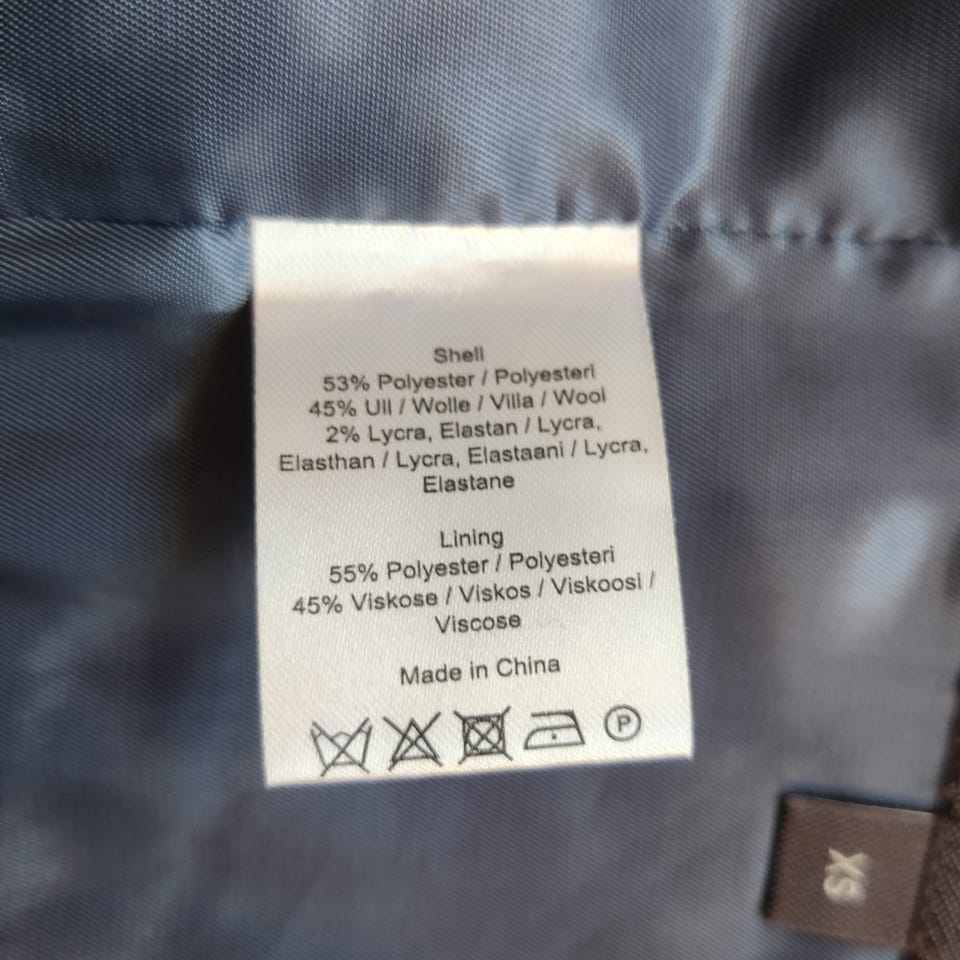 Shell
53% Polyester / Polyesteri
45% Ull / Wolle / Villa / Wool
2% Lycra, Elastan / Lycra,
Elasthan / Lycra, Elastaani / Lycra,
Elastane
Lining
55% Polyester / Polyesteri
45% Viskose / Viskos / Viskoosi /
Viscose
Made in China
P
XS